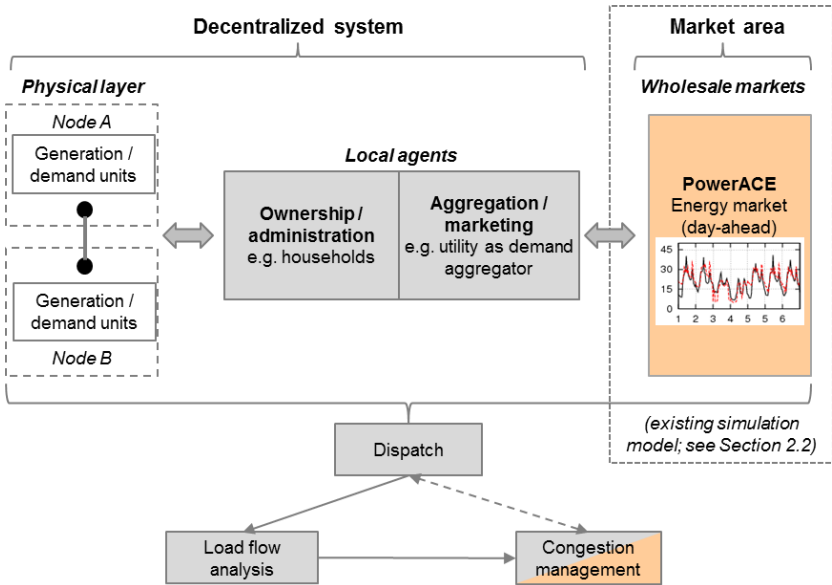 Decentralized system
Market area
Physical layer
Wholesale markets
Node A
Generation /
demand units
Generation /
demand units
Node B
Local agents
Ownership /
administration
e.g. households
Aggregation /
marketing
e.g. utility as demand
aggregator
PowerACE
Energy market
(day-ahead)
45
30
15
0
1 2 3 4 5 6 6
(existing simulation
model; see Section 2.2)
Dispatch
Load flow
analysis
Congestion
management